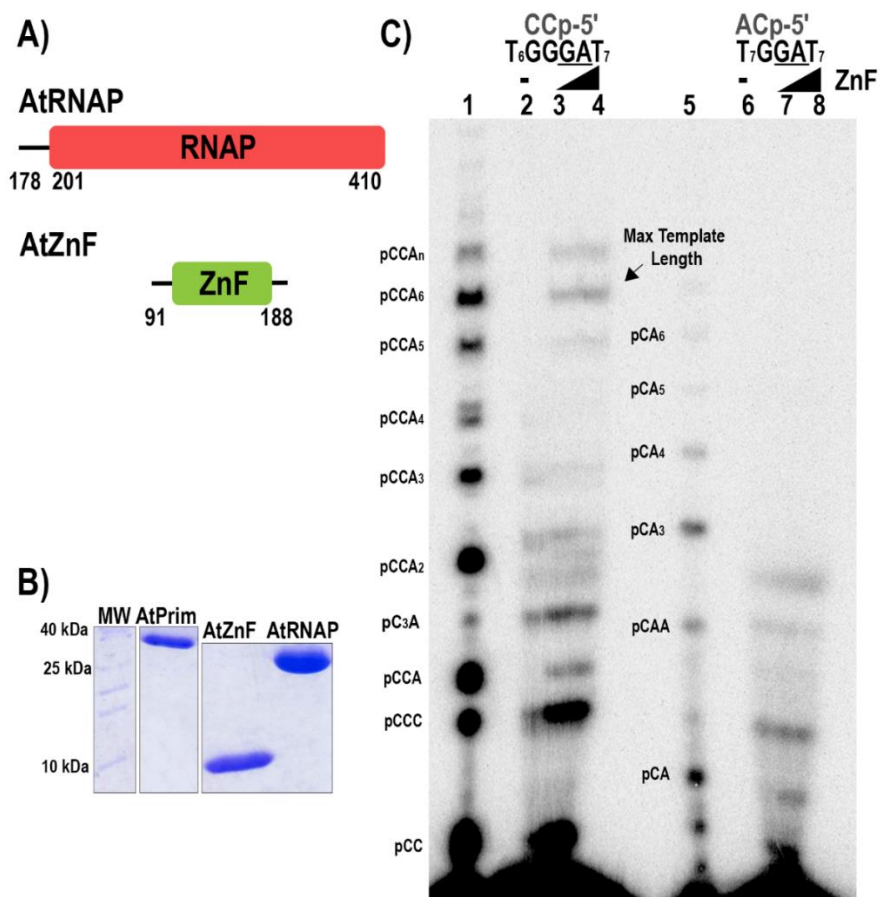 A)
AtRNAP
RNAP
178 201 410
AtZnF
ZnF
91 188
B)
MW AtPrim AtZnF AtRNAP
40 kDa
25 kDa
10 kDa
C)
CCp-5' ACp-5'
T₆GGGGAT₇ T₇GGAT₇
- - ZnF
1 2 3 4 5 6 7 8
Max Template
Length
pCCAn
pCCA₆
pCCA₅
pCCA₄
pCCA₃
pCCA₂
pC₃A
pCCA
pCCC
pCC
pCA₆
pCA₅
pCA₄
pCA₃
pCAA
pCA